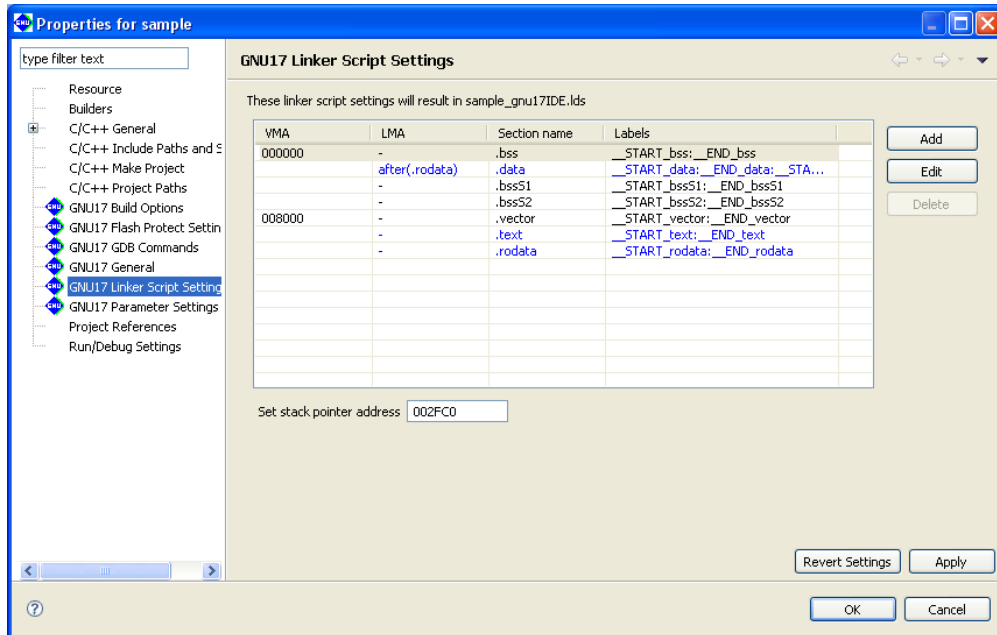 Properties for sample
type filter text
GNU17 Linker Script Settings
Resource
Builders
C/C++ General
C/C++ Include Paths and S
C/C++ Make Project
C/C++ Project Paths
GNU17 Build Options
GNU17 Flash Protect Settin
GNU17 GDB Commands
GNU17 General
GNU17 Linker Script Setting
GNU17 Parameter Settings
Project References
Run/Debug Settings
These linker script settings will result in sample_gnu17IDE.lds
VMA LMA Section name Labels
000000 - .bss __START_bss:__END_bss
after(.rodata) .data __START_data:__END_data:__STA...
- .bssS1 __START_bssS1:__END_bssS1
- .bssS2 __START_bssS2:__END_bssS2
008000 - .vector __START_vector:__END_vector
- .text __START_text:__END_text
- .rodata __START_rodata:__END_rodata
Add
Edit
Delete
Set stack pointer address 002FC0
Revert Settings Apply
? OK Cancel